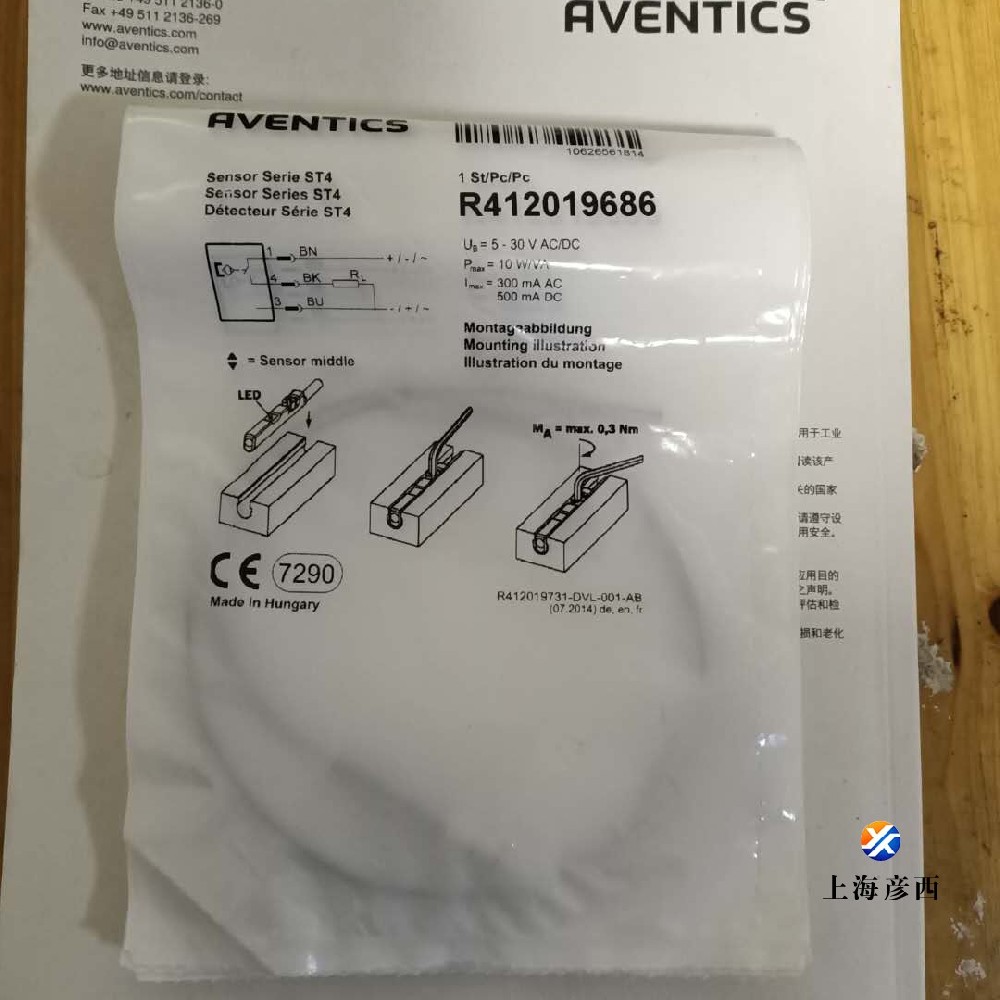 Fax +49 511 2136-269
www.aventics.com
info@aventics.com
更多地址信息请登录:
www.aventics.com/contact
AVENTICS
AVENTICS
10626561814
Sensor Serie ST4
Sensor Series ST4
Détecteur Série ST4
1 St/Pc/Pc
R412019686
1 BN + / - / ~
4 BK R
3 BU - / + / ~
UB = 5 - 30 V AC/DC
Pmax = 10 W/VA
Imax = 300 mA AC
500 mA DC
Montageabbildung
Mounting illustration
Illustration du montage
= Sensor middle
LED
MA = max. 0,3 Nm
CE 7290
Made in Hungary
R412019731-DVL-001-AB
(07.2014) de, en, fr
用于工业
阅读该产
的国家
请遵守设
用安全。
应用目的
之声明。
评估和检
损和老化
上海彦西